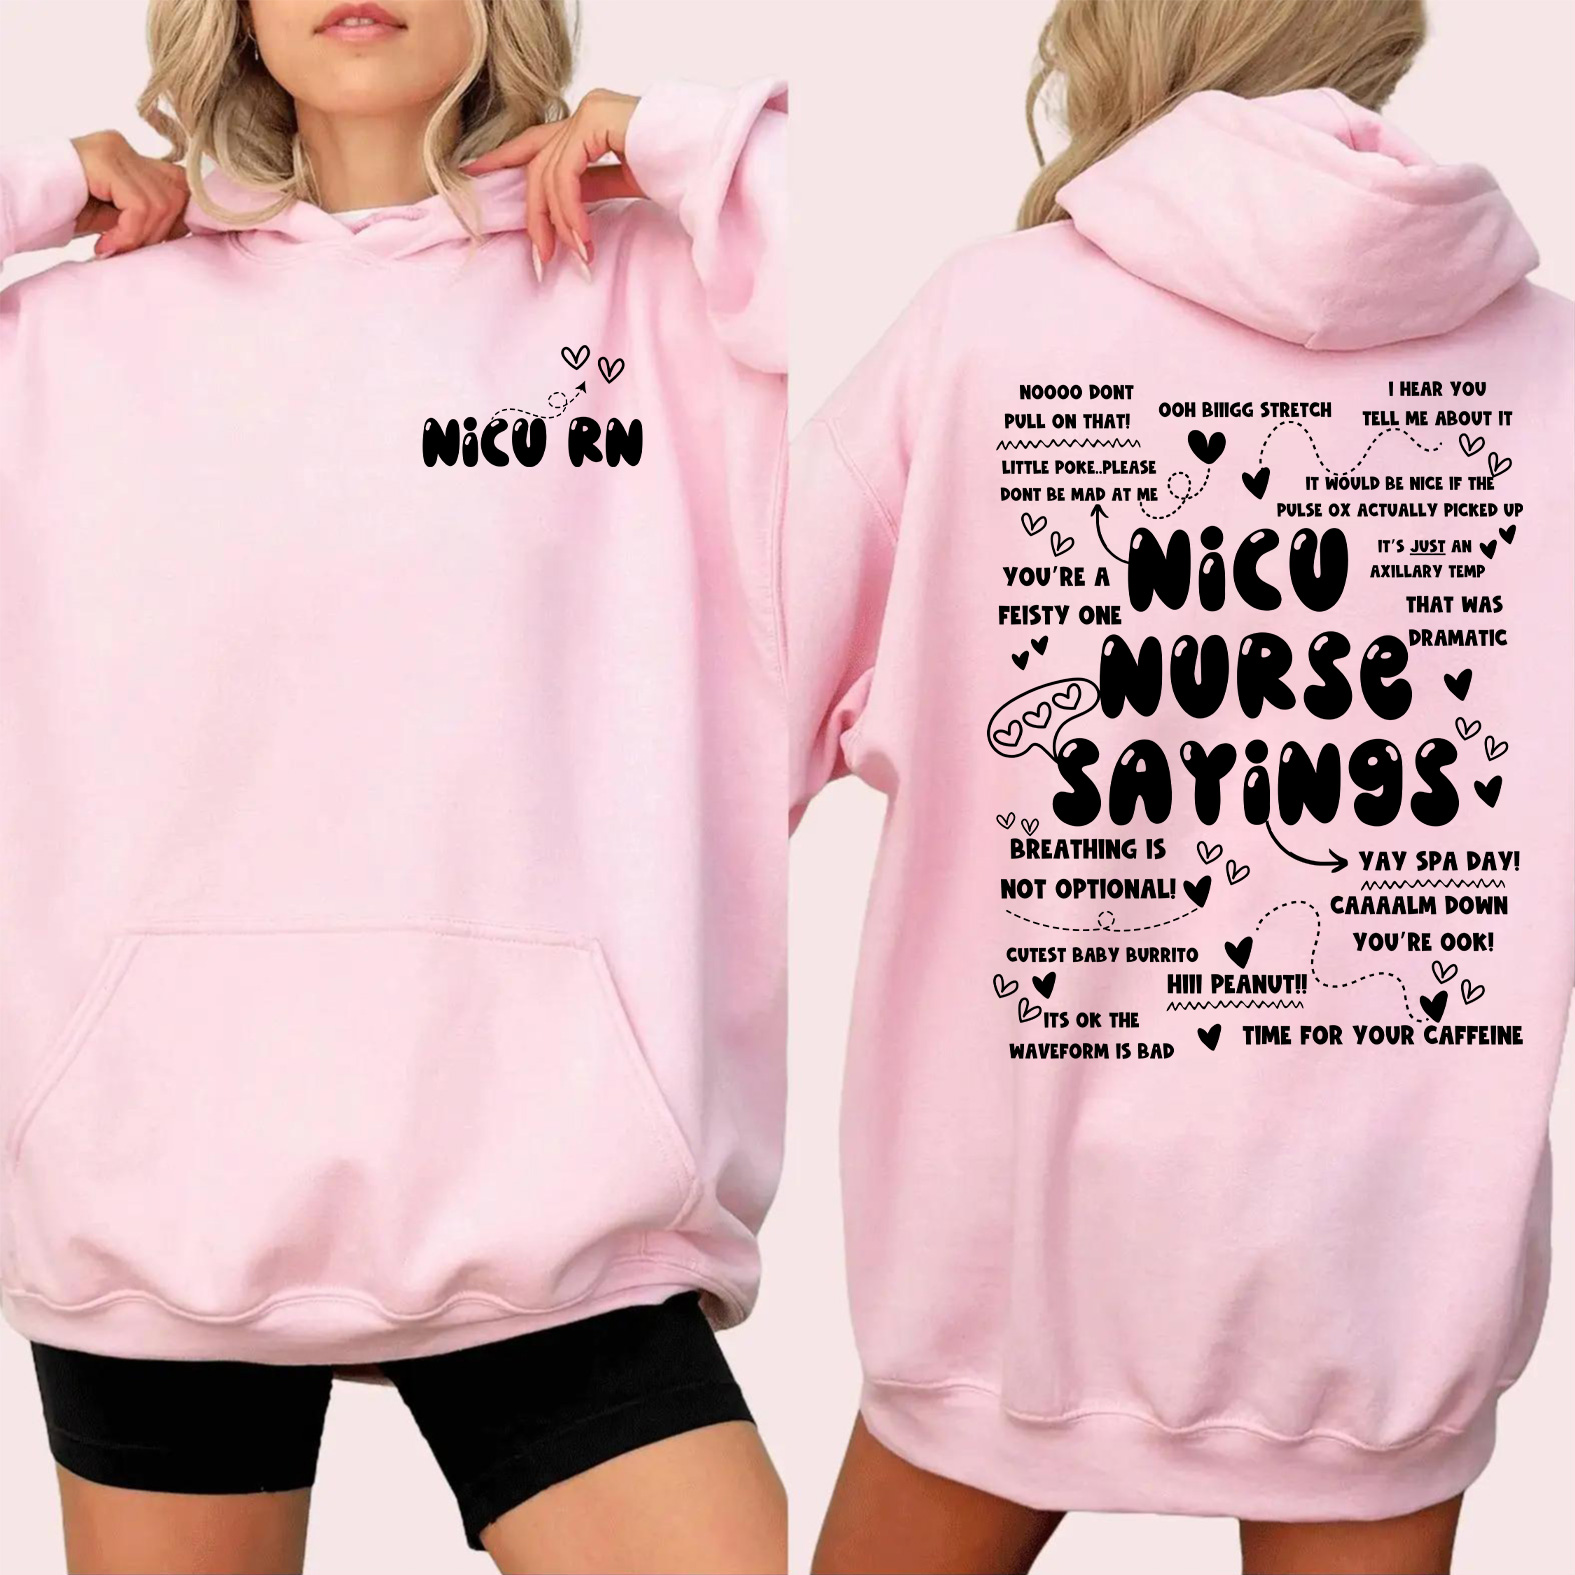 NiCU RN
NOOOO DONT
PULL ON THAT!
OOH BIIIGG STRETCH
I HEAR YOU
TELL ME ABOUT IT
LITTLE POKE..PLEASE
DONT BE MAD AT ME
IT WOULD BE NICE IF THE
PULSE OX ACTUALLY PICKED UP
IT'S JUST AN
AXILLARY TEMP
YOU'RE A
FEISTY ONE
THAT WAS
DRAMATIC
NiCU
NURSe
SAYiNgS
BREATHING IS
NOT OPTIONAL!
YAY SPA DAY!
CAAAALM DOWN
YOU'RE OOK!
CUTEST BABY BURRITO
HIII PEANUT!!
ITS OK THE
WAVEFORM IS BAD
TIME FOR YOUR CAFFEINE